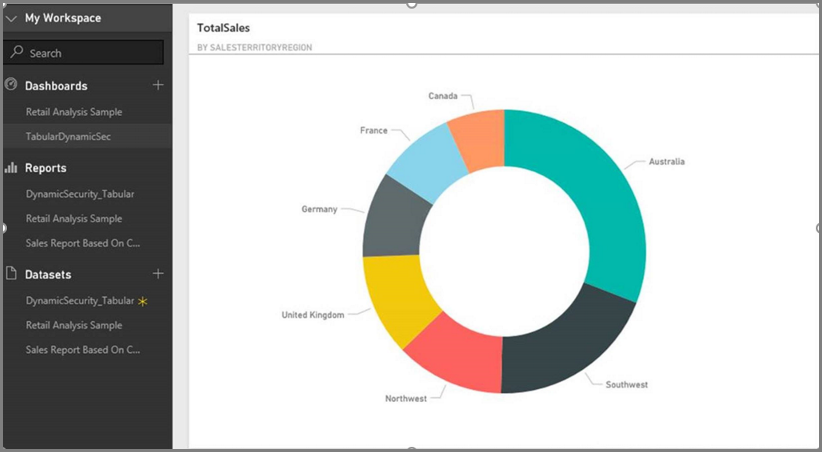 My Workspace
Search
Dashboards
Retail Analysis Sample
TabularDynamicSec
Reports
DynamicSecurity_Tabular
Retail Analysis Sample
Sales Report Based On C...
Datasets
DynamicSecurity_Tabular
Retail Analysis Sample
Sales Report Based On C...
TotalSales
BY SALESTERRITORYREGION
Canada
France
Australia
Germany
United Kingdom
Southwest
Northwest